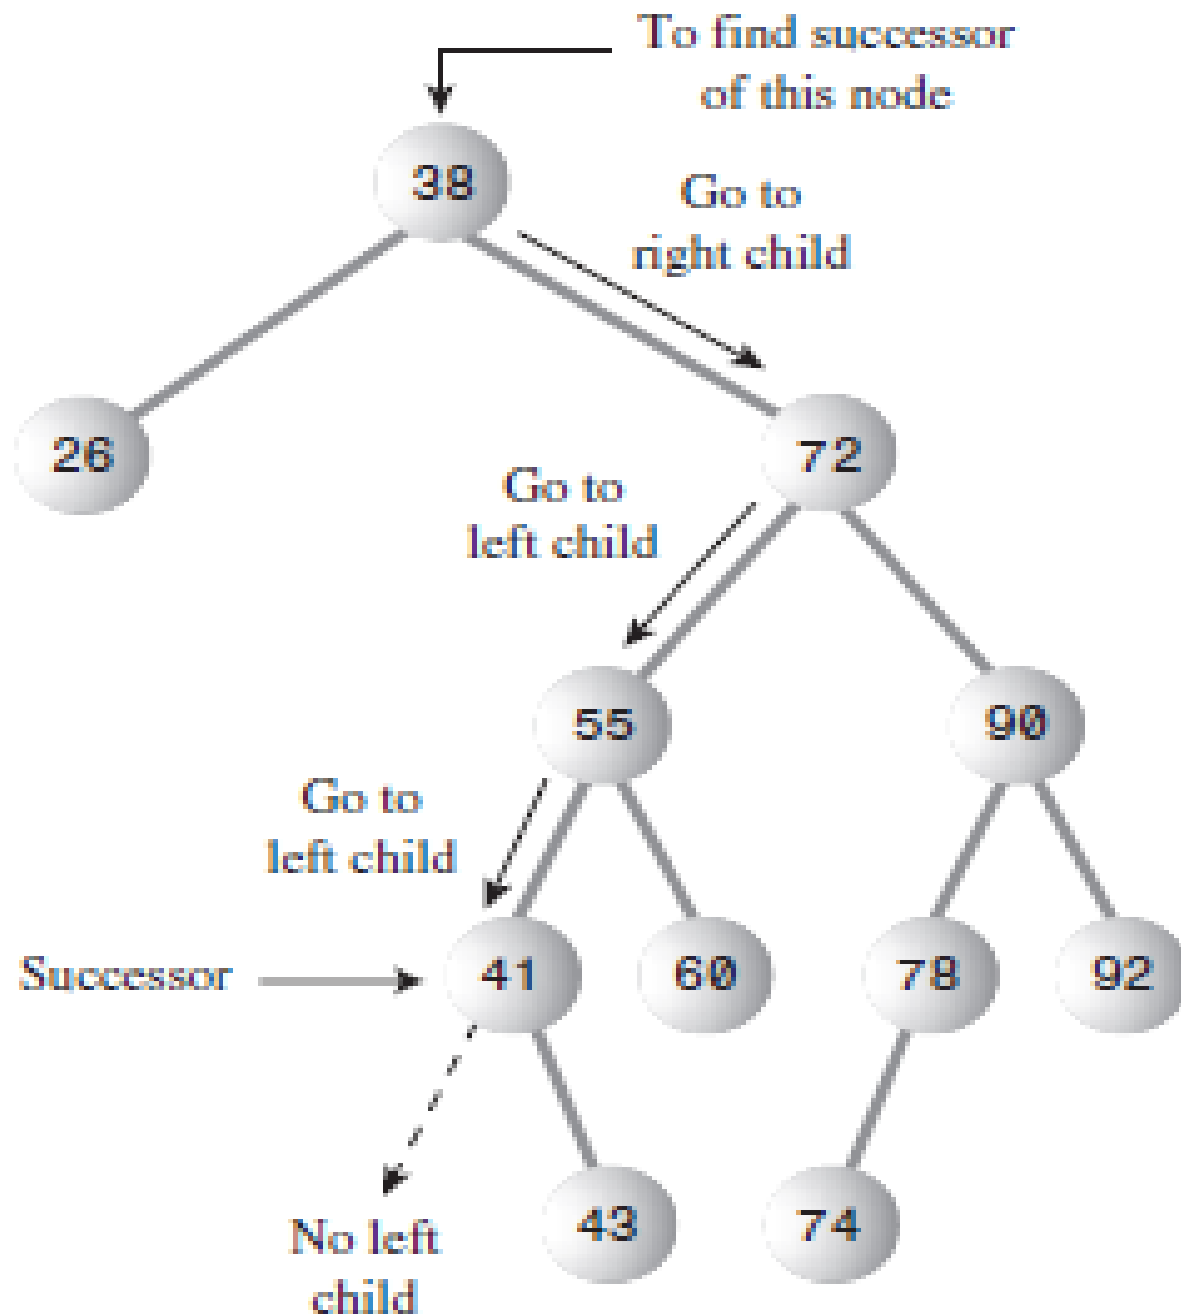 To find successor
of this node
38
Go to
right child
26
72
Go to
left child
55
90
Go to
left child
Successor
41
60
78
92
43
74
No left
child